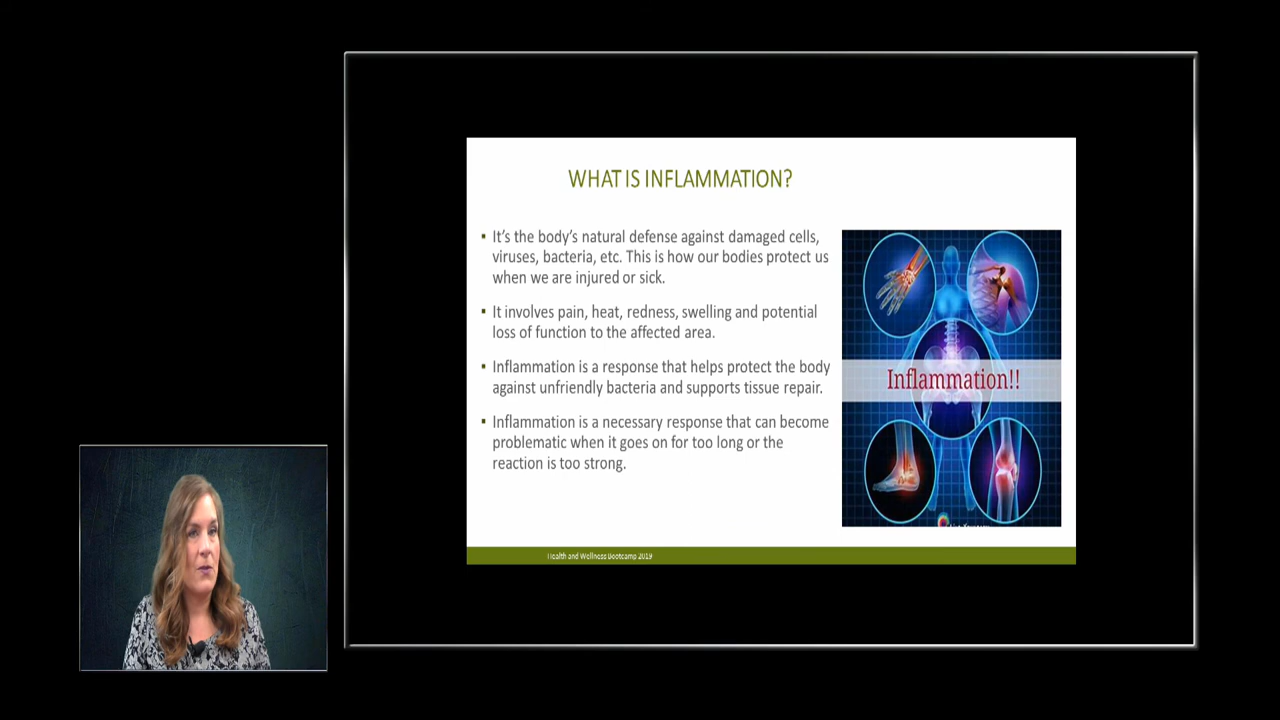 WHAT IS INFLAMMATION?
▪ It’s the body’s natural defense against damaged cells,
viruses, bacteria, etc. This is how our bodies protect us
when we are injured or sick.
▪ It involves pain, heat, redness, swelling and potential
loss of function to the affected area.
▪ Inflammation is a response that helps protect the body
against unfriendly bacteria and supports tissue repair.
▪ Inflammation is a necessary response that can become
problematic when it goes on for too long or the
reaction is too strong.
Inflammation!!
Health and Wellness Bootcamp 2019